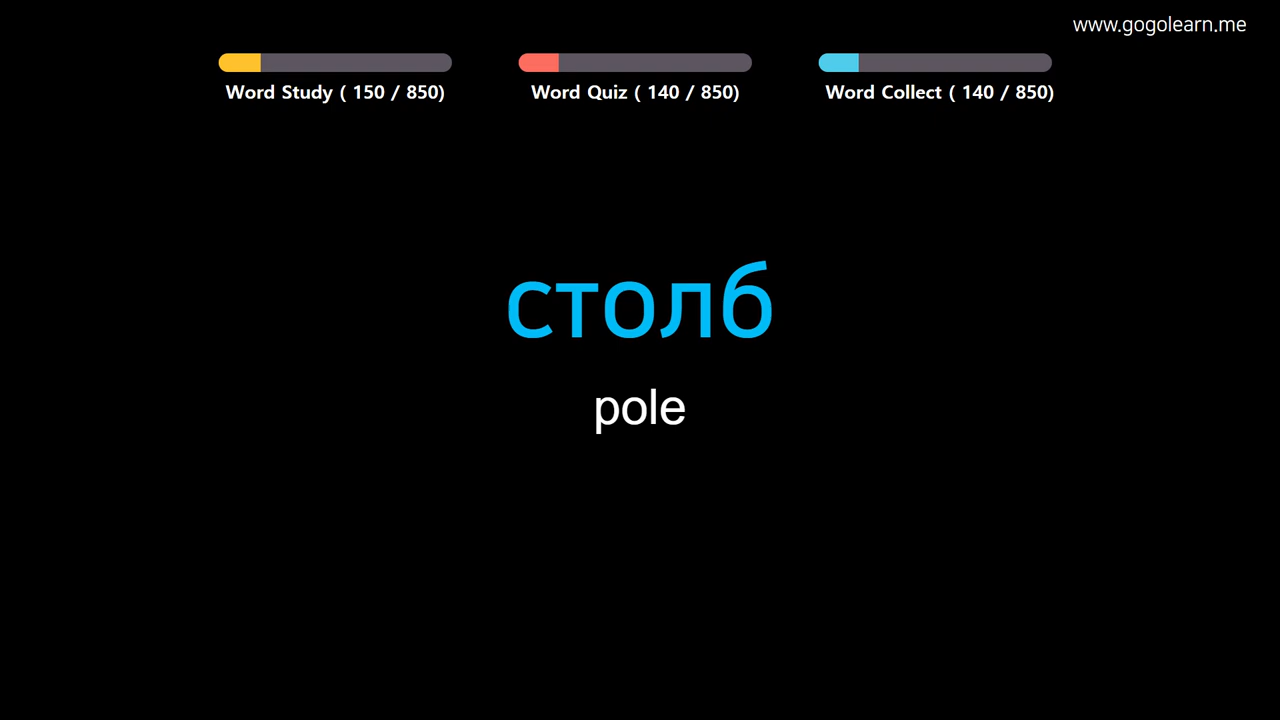 www.gogolearn.me
Word Study ( 150 / 850)
Word Quiz ( 140 / 850)
Word Collect ( 140 / 850)
столб
pole